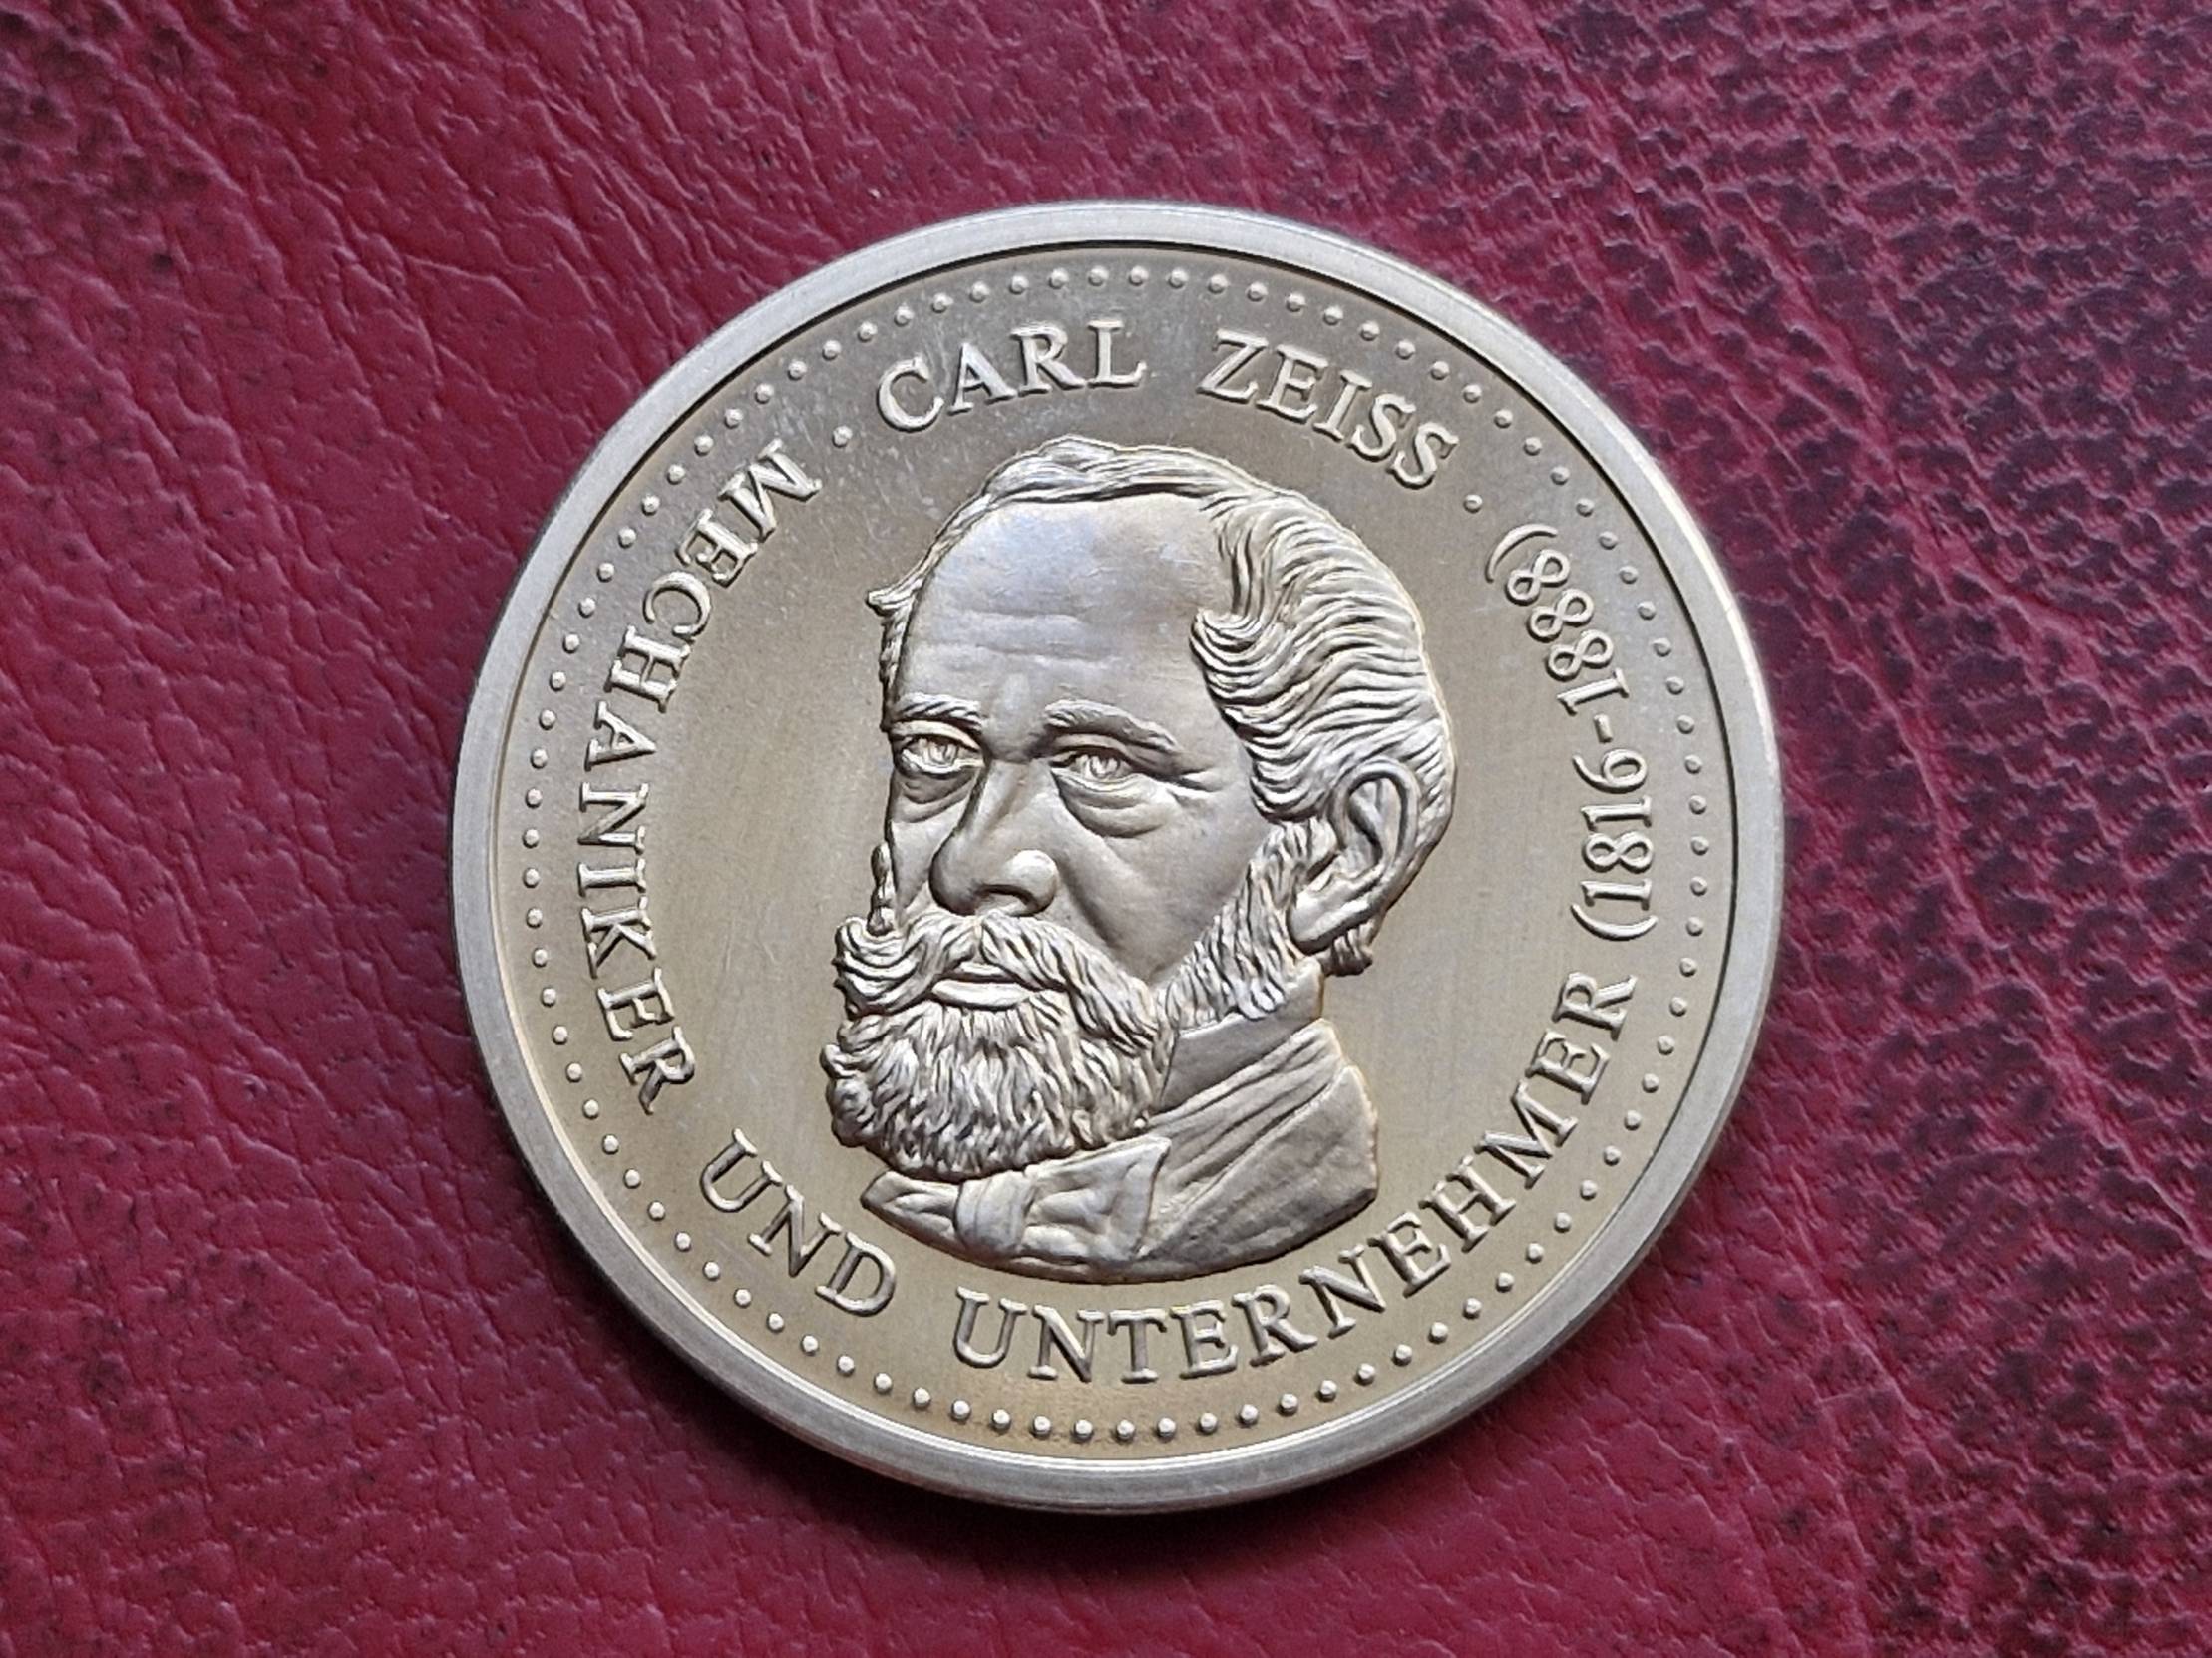 · CARL ZEISS ·
MECHANIKER UND UNTERNEHMER (1816-1888)